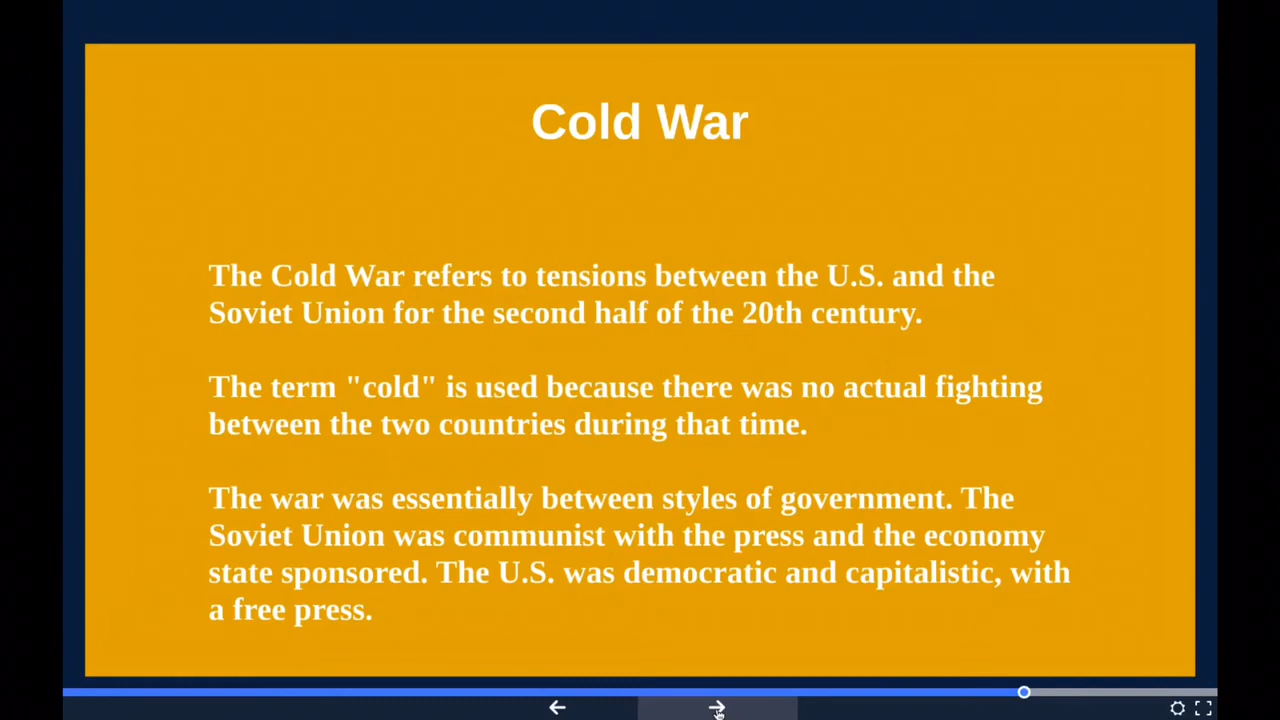 Cold War
The Cold War refers to tensions between the U.S. and the
Soviet Union for the second half of the 20th century.
The term "cold" is used because there was no actual fighting
between the two countries during that time.
The war was essentially between styles of government. The
Soviet Union was communist with the press and the economy
state sponsored. The U.S. was democratic and capitalistic, with
a free press.